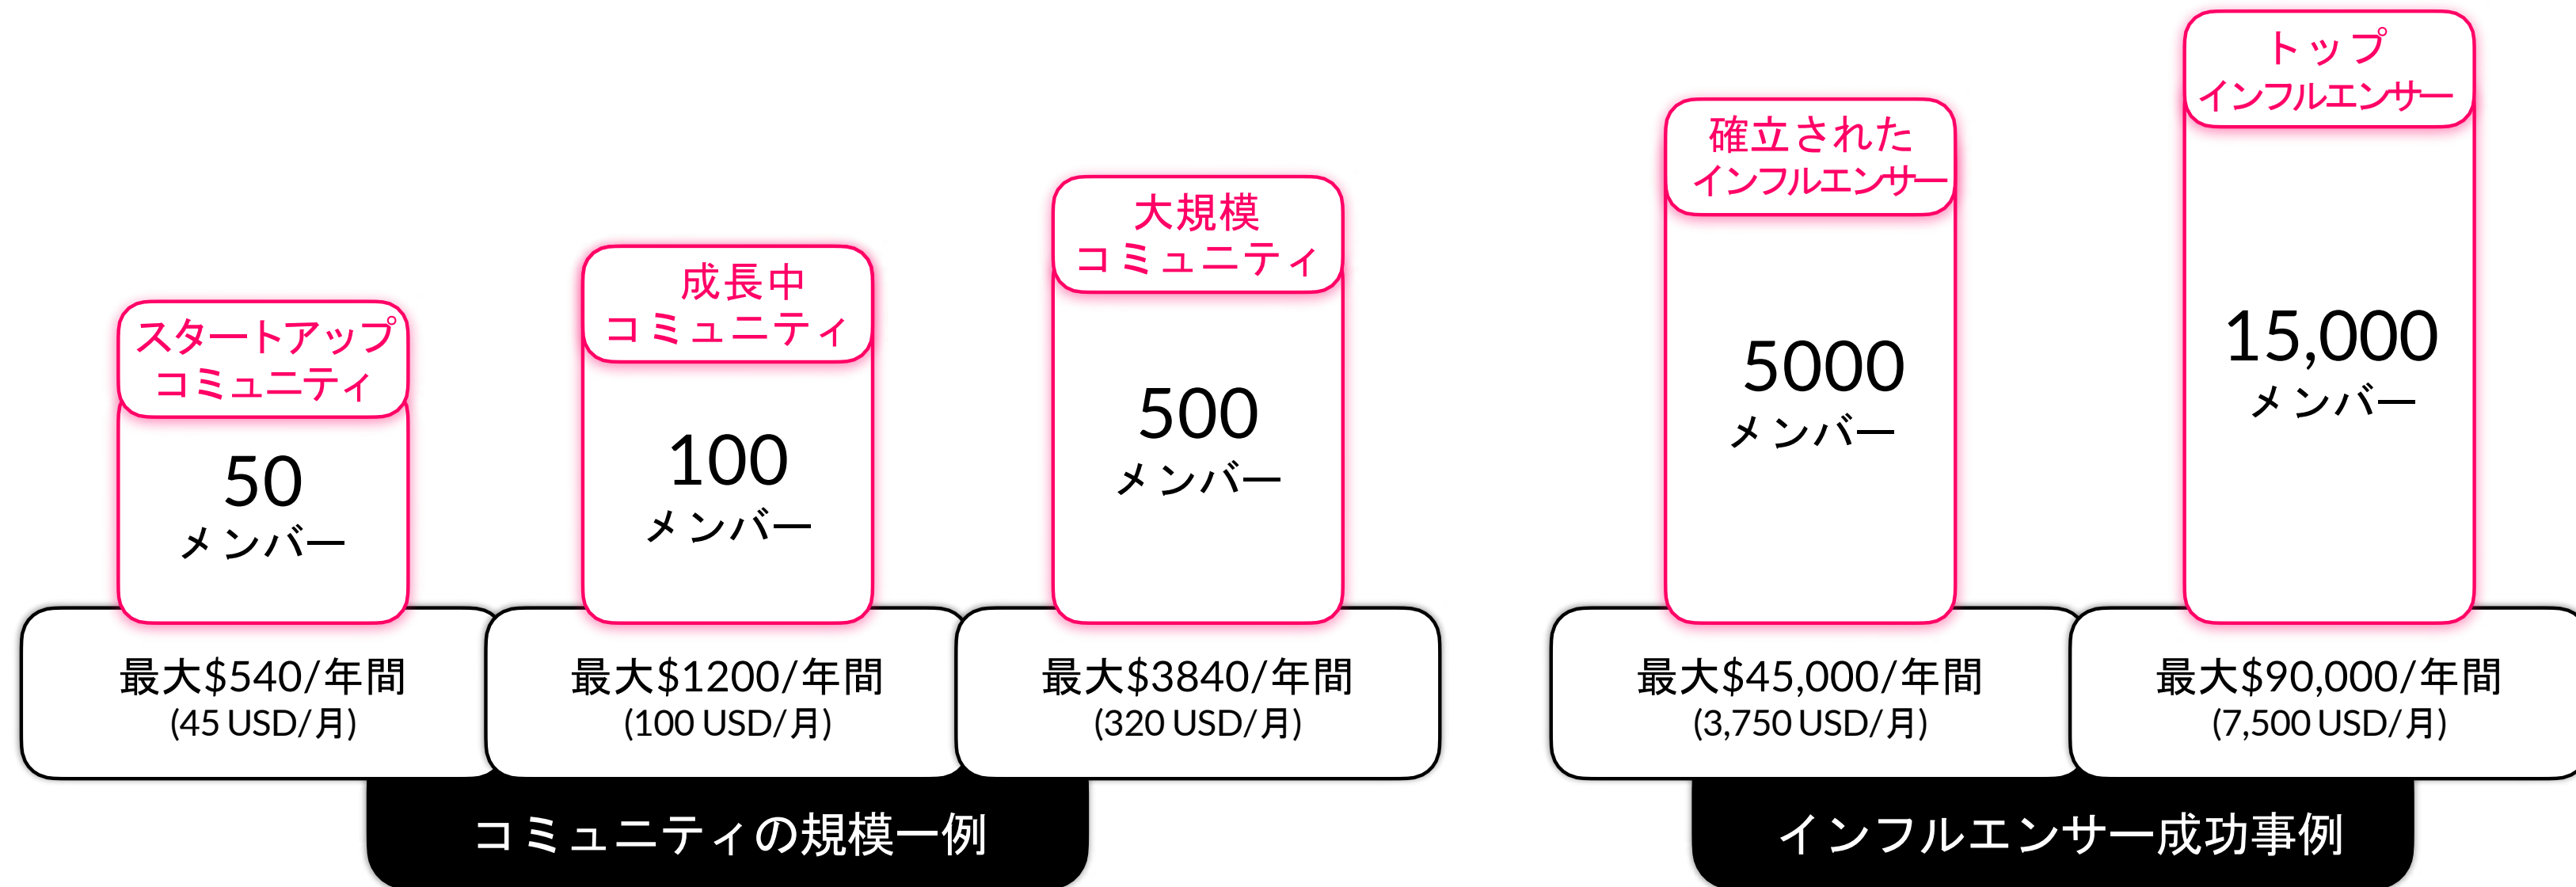 スタートアップ
コミュニティ
50
メンバー
最大$540/年間
(45 USD/月)
成長中
コミュニティ
100
メンバー
最大$1200/年間
(100 USD/月)
大規模
コミュニティ
500
メンバー
最大$3840/年間
(320 USD/月)
コミュニティの規模一例
確立された
インフルエンサー
5000
メンバー
最大$45,000/年間
(3,750 USD/月)
トップ
インフルエンサー
15,000
メンバー
最大$90,000/年間
(7,500 USD/月)
インフルエンサー成功事例